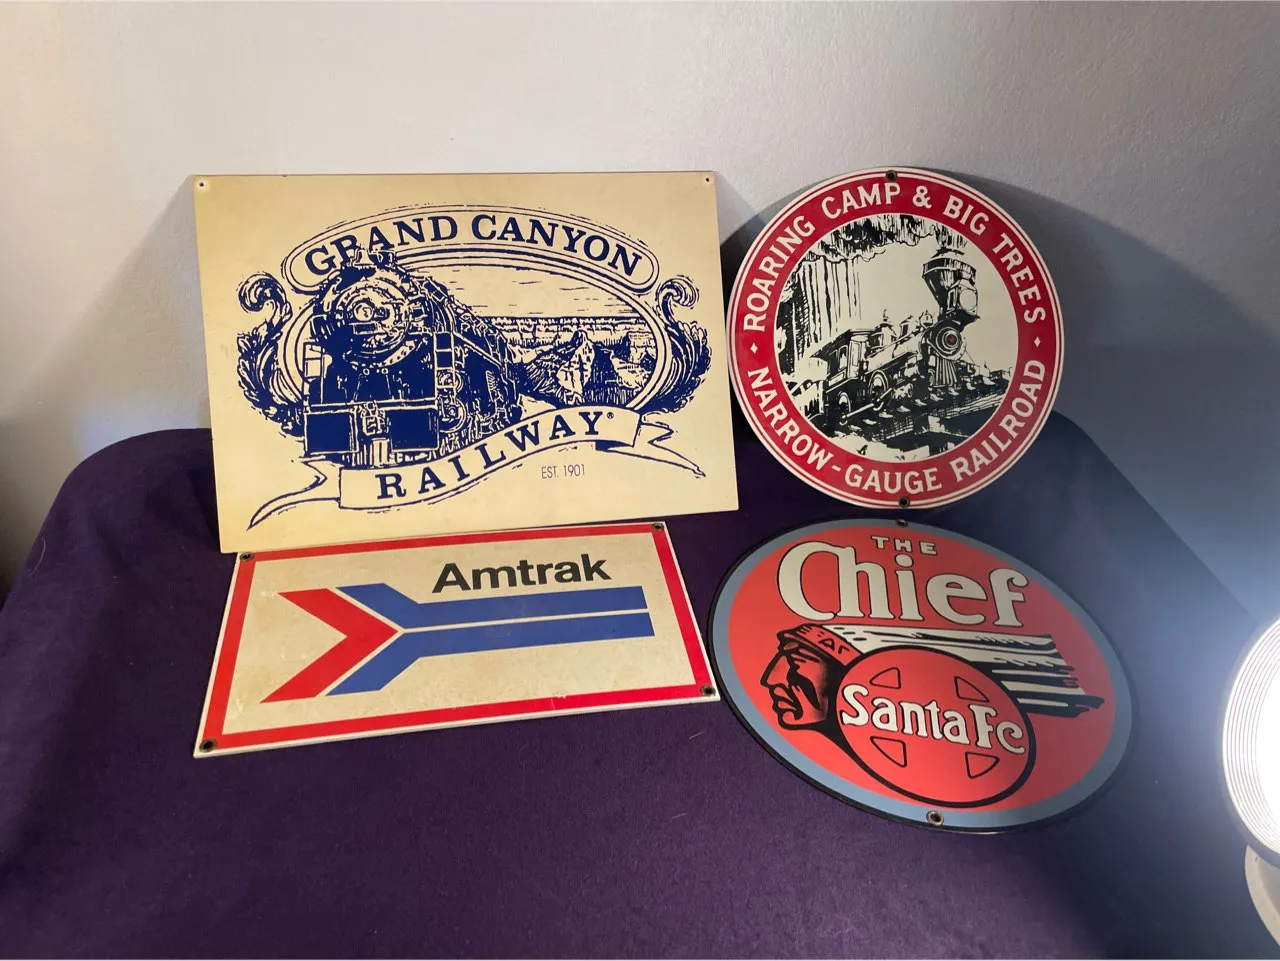 GRAND CANYON
RAILWAY®
EST. 1901
ROARING CAMP & BIG TREES
• NARROW-GAUGE RAILROAD •
Amtrak
THE
Chief
Santa Fe